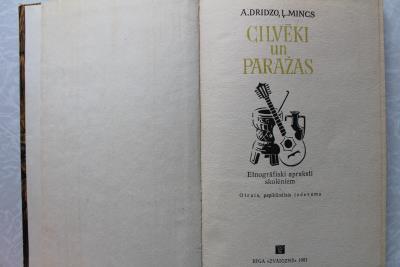 A. DRIDZO, Ļ. MINCS
CILVĒKI
un
PARAŽAS
Etnogrāfiski apraksti
skolēniem
Otrais, papildinātais izdevums
RĪGA «ZVAIGZNE» 1983